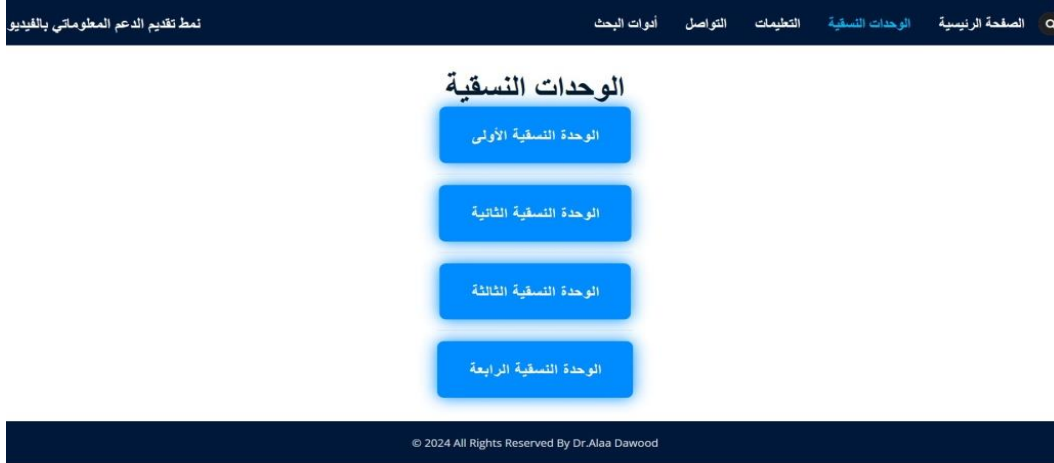 الصفحة الرئيسية الوحدات النسقية التعليمات التواصل أدوات البحث نمط تقديم الدعم المعلوماتي بالفيديو
الوحدات النسقية
الوحدة النسقية الأولى
الوحدة النسقية الثانية
الوحدة النسقية الثالثة
الوحدة النسقية الرابعة
© 2024 All Rights Reserved By Dr.Alaa Dawood